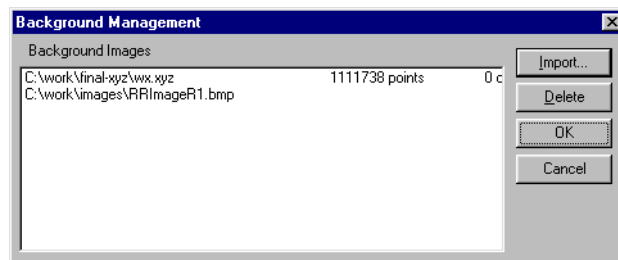 Background Management
Background Images
C:\work\final-xyz\wx.xyz 1111738 points 0 c
C:\work\images\RRImageR1.bmp
Import...
Delete
OK
Cancel